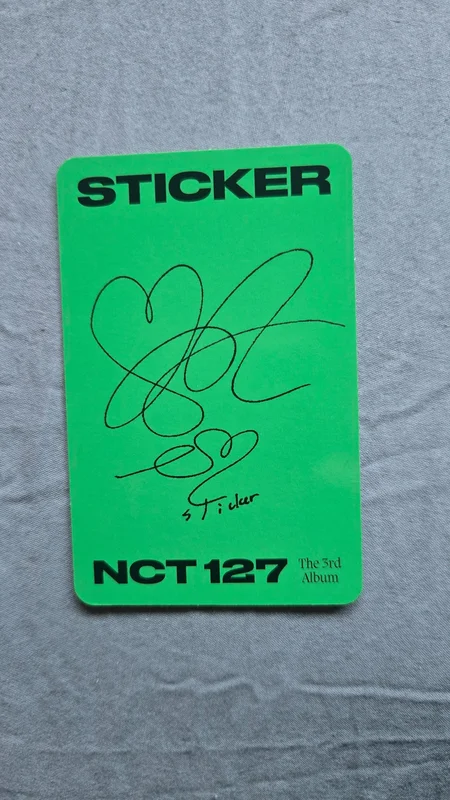 STICKER
sTicker
NCT 127 The 3rd
Album